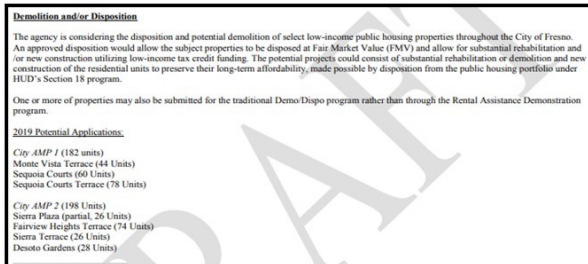 Demolition and/or Disposition
The agency is considering the disposition and potential demolition of select low-income public housing properties throughout the City of Fresno.
An approved disposition would allow the subject properties to be disposed at Fair Market Value (FMV) and allow for substantial rehabilitation and
/or new construction utilizing low-income tax credit funding. The potential projects could consist of substantial rehabilitation or demolition and new
construction of the residential units to preserve their long-term affordability, made possible by disposition from the public housing portfolio under
HUD's Section 18 program.
One or more of properties may also be submitted for the traditional Demo/Dispo program rather than through the Rental Assistance Demonstration
program.
2019 Potential Applications:
City AMP 1 (182 units)
Monte Vista Terrace (44 Units)
Sequoia Courts (60 Units)
Sequoia Courts Terrace (78 Units)
City AMP 2 (198 Units)
Sierra Plaza (partial, 26 Units)
Fairview Heights Terrace (74 Units)
Sierra Terrace (26 Units)
Desoto Gardens (28 Units)
DRAFT